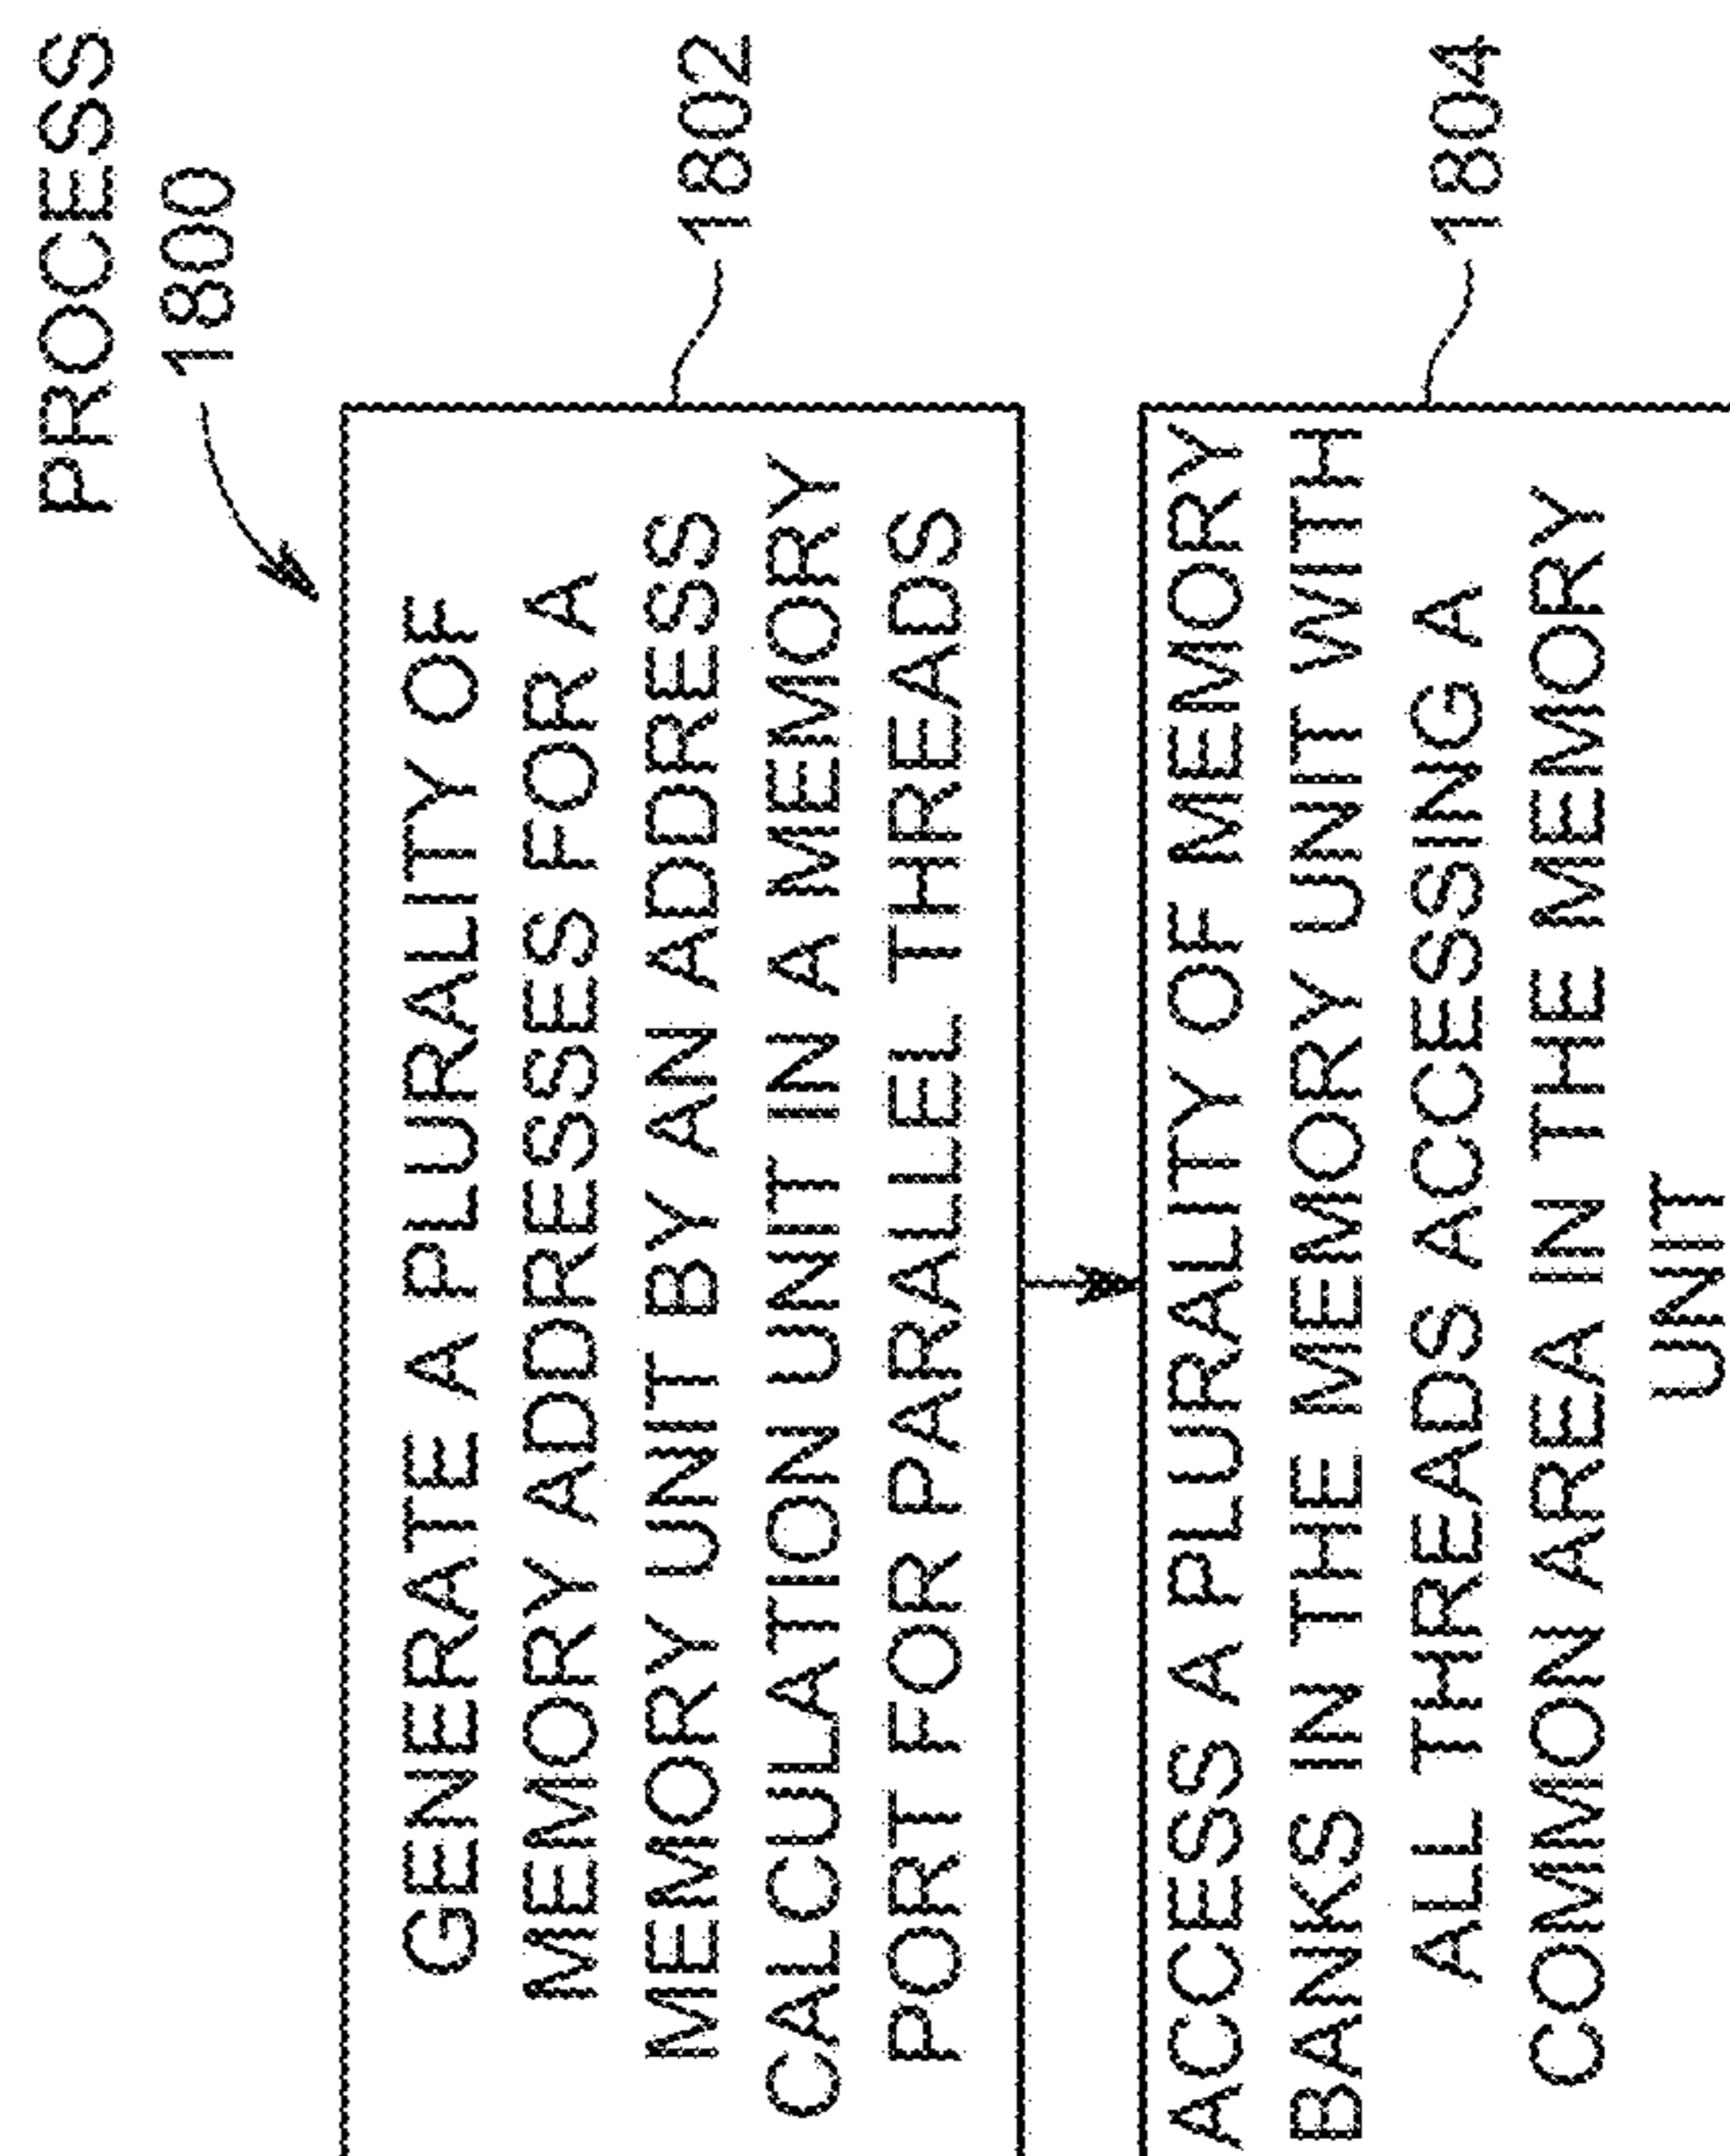 PROCESS
1800
GENERATE A PLURALITY OF
MEMORY ADDRESSES FOR A
MEMORY UNIT BY AN ADDRESS
CALCULATION UNIT IN A MEMORY
PORT FOR PARALLEL THREADS
1802
ACCESS A PLURALITY OF MEMORY
BANKS IN THE MEMORY UNIT WITH
ALL THREADS ACCESSING A
COMMON AREA IN THE MEMORY
UNIT
1804